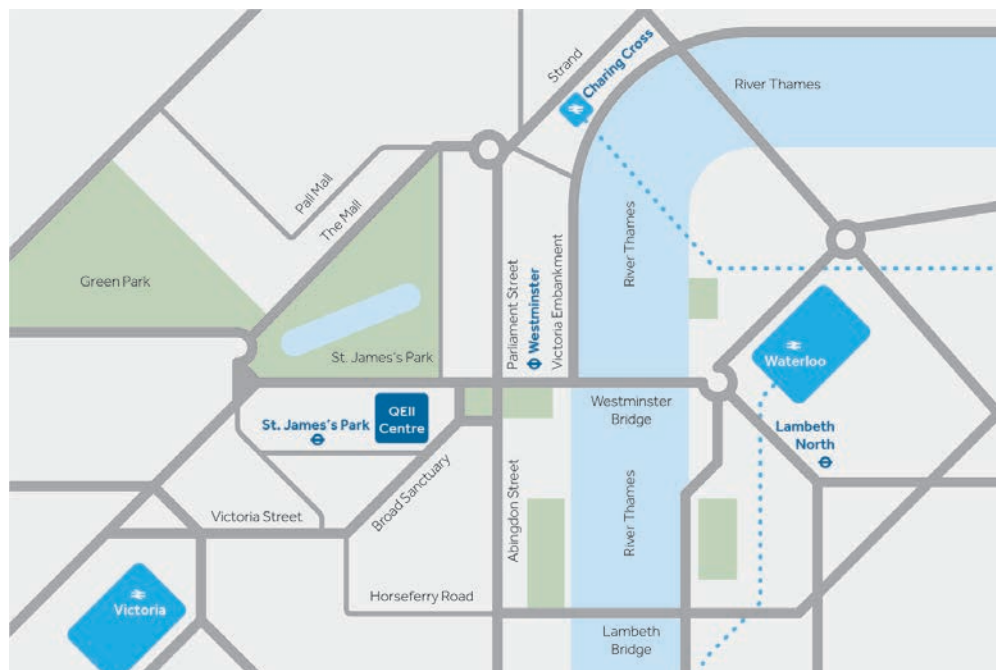 Strand
Charing Cross
River Thames
Pall Mall
The Mall
Green Park
St. James's Park
Parliament Street
Westminster
Victoria Embankment
River Thames
Waterloo
QEII
Centre
St. James's Park
Westminster
Bridge
Lambeth
North
Broad Sanctuary
Victoria Street
Abingdon Street
River Thames
Horseferry Road
Victoria
Lambeth
Bridge